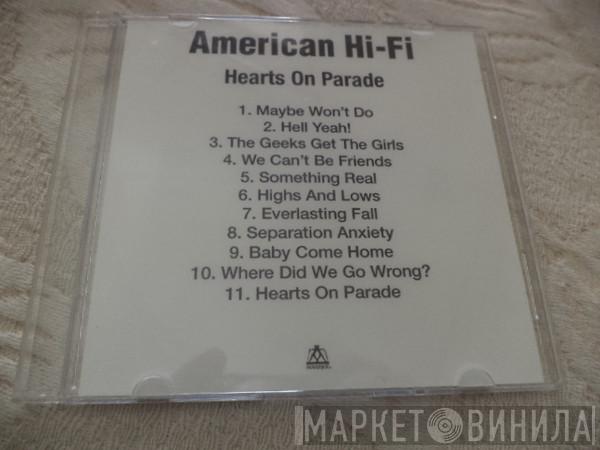 American Hi-Fi
Hearts On Parade
1. Maybe Won't Do
2. Hell Yeah!
3. The Geeks Get The Girls
4. We Can't Be Friends
5. Something Real
6. Highs And Lows
7. Everlasting Fall
8. Separation Anxiety
9. Baby Come Home
10. Where Did We Go Wrong?
11. Hearts On Parade
МАРКЕТ ВИНИЛА